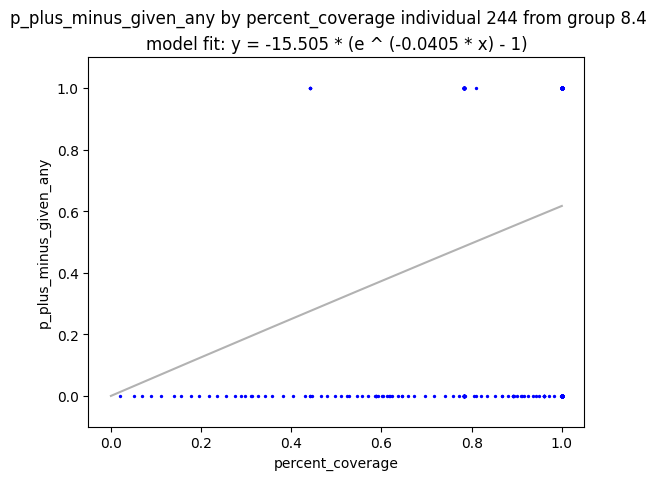 p_plus_minus_given_any by percent_coverage individual 244 from group 8.4
model fit: y = -15.505 * (e ^ (-0.0405 * x) - 1)
1.0
0.8
0.6
0.4
0.2
0.0
p_plus_minus_given_any
0.0 0.2 0.4 0.6 0.8 1.0
percent_coverage